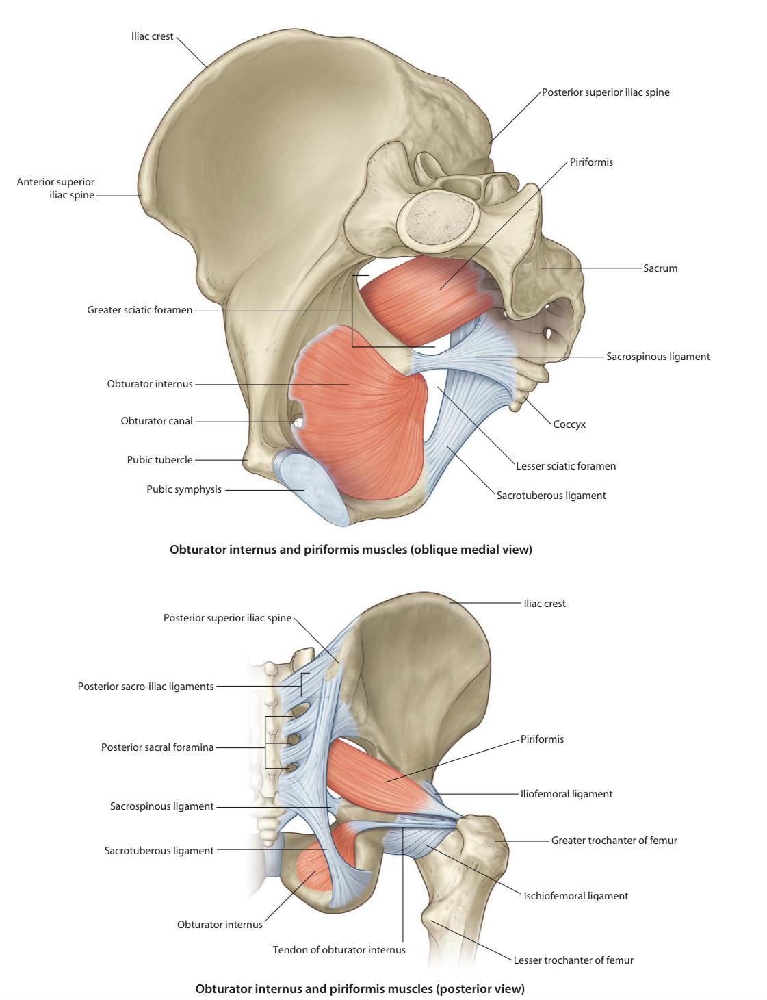 Iliac crest
Posterior superior iliac spine
Piriformis
Anterior superior
iliac spine
Sacrum
Greater sciatic foramen
Sacrospinous ligament
Obturator internus
Obturator canal
Coccyx
Pubic tubercle
Lesser sciatic foramen
Pubic symphysis
Sacrotuberous ligament
Obturator internus and piriformis muscles (oblique medial view)
Iliac crest
Posterior superior iliac spine
Posterior sacro-iliac ligaments
Piriformis
Posterior sacral foramina
Iliofemoral ligament
Sacrospinous ligament
Greater trochanter of femur
Sacrotuberous ligament
Ischiofemoral ligament
Obturator internus
Tendon of obturator internus
Lesser trochanter of femur
Obturator internus and piriformis muscles (posterior view)